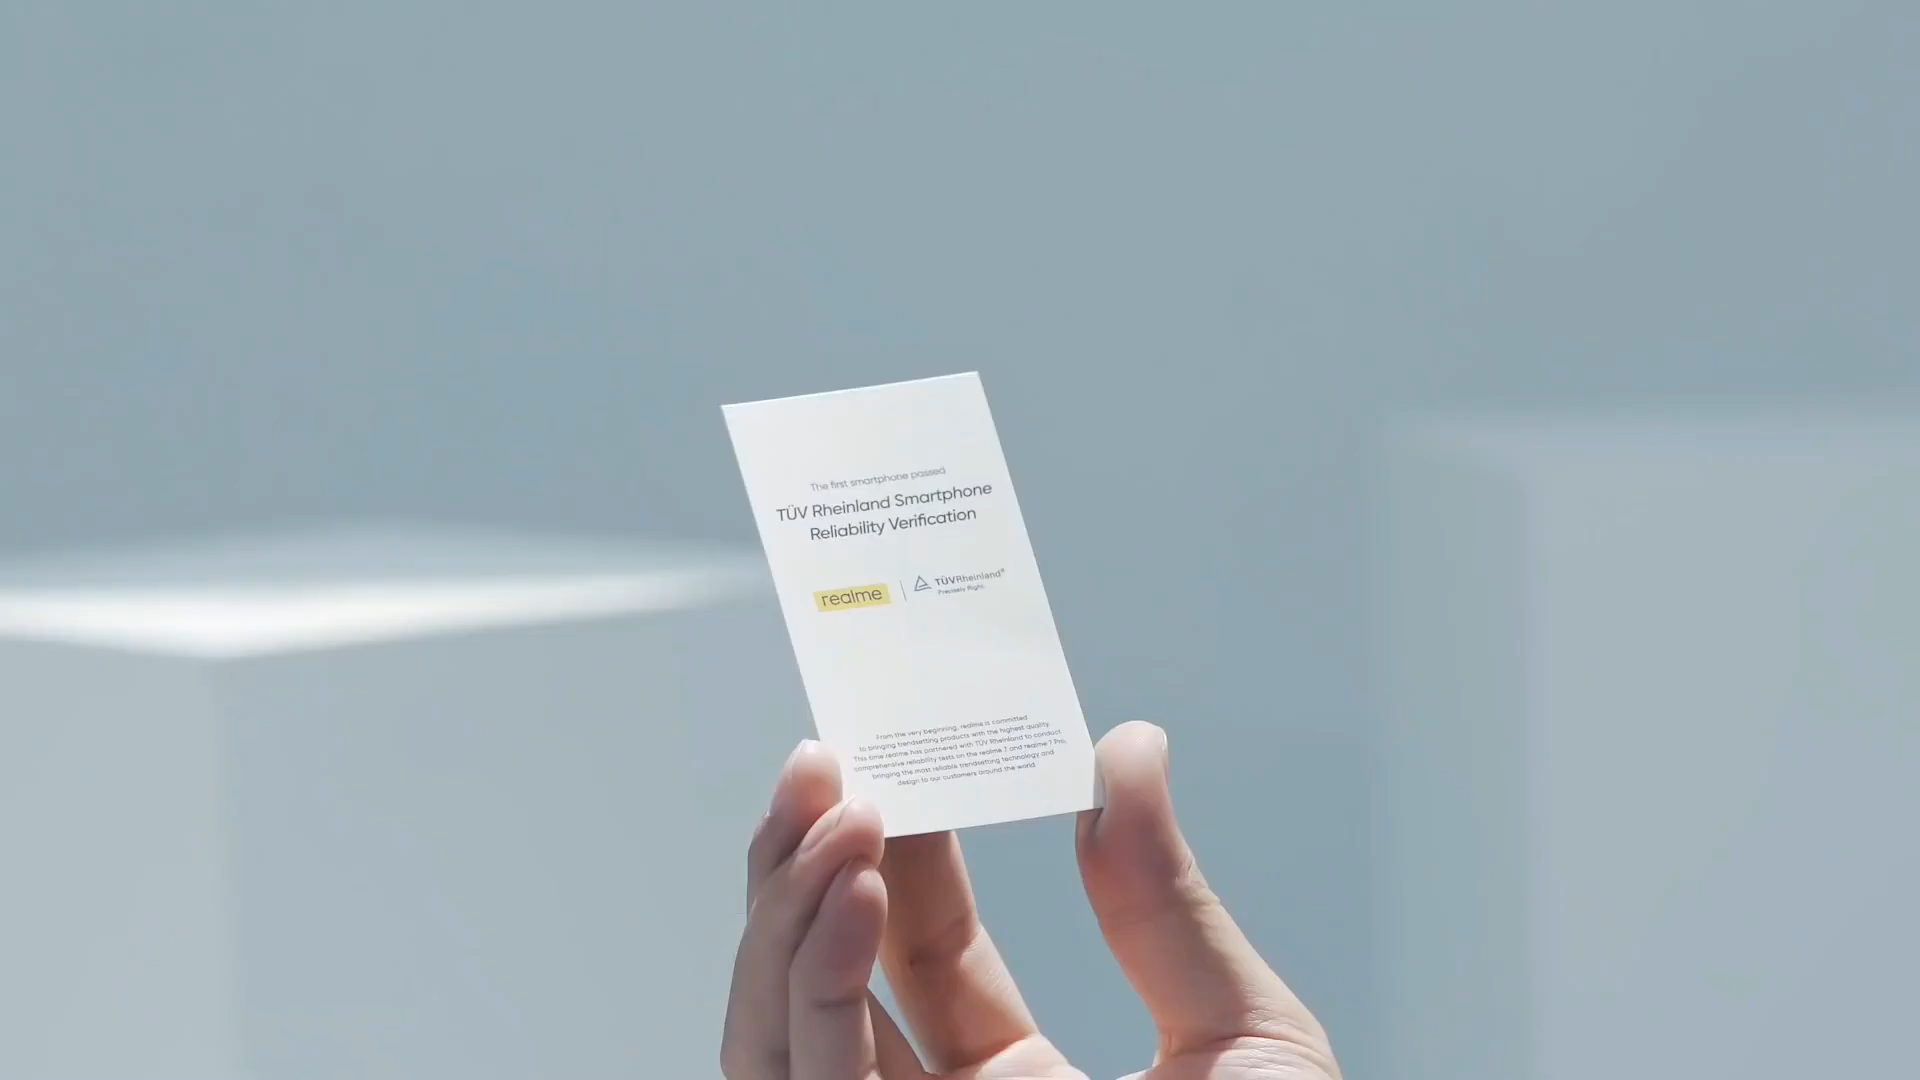 The first smartphone passed
TÜV Rheinland Smartphone
Reliability Verification
realme
TÜVRheinland®
Precisely Right.
From the very beginning, realme is committed
to bringing trendsetting products with the highest quality.
This time realme has partnered with TÜV Rheinland to conduct
comprehensive reliability tests on the realme 7 and realme 7 Pro,
bringing the most reliable trendsetting technology and
design to our customers around the world.